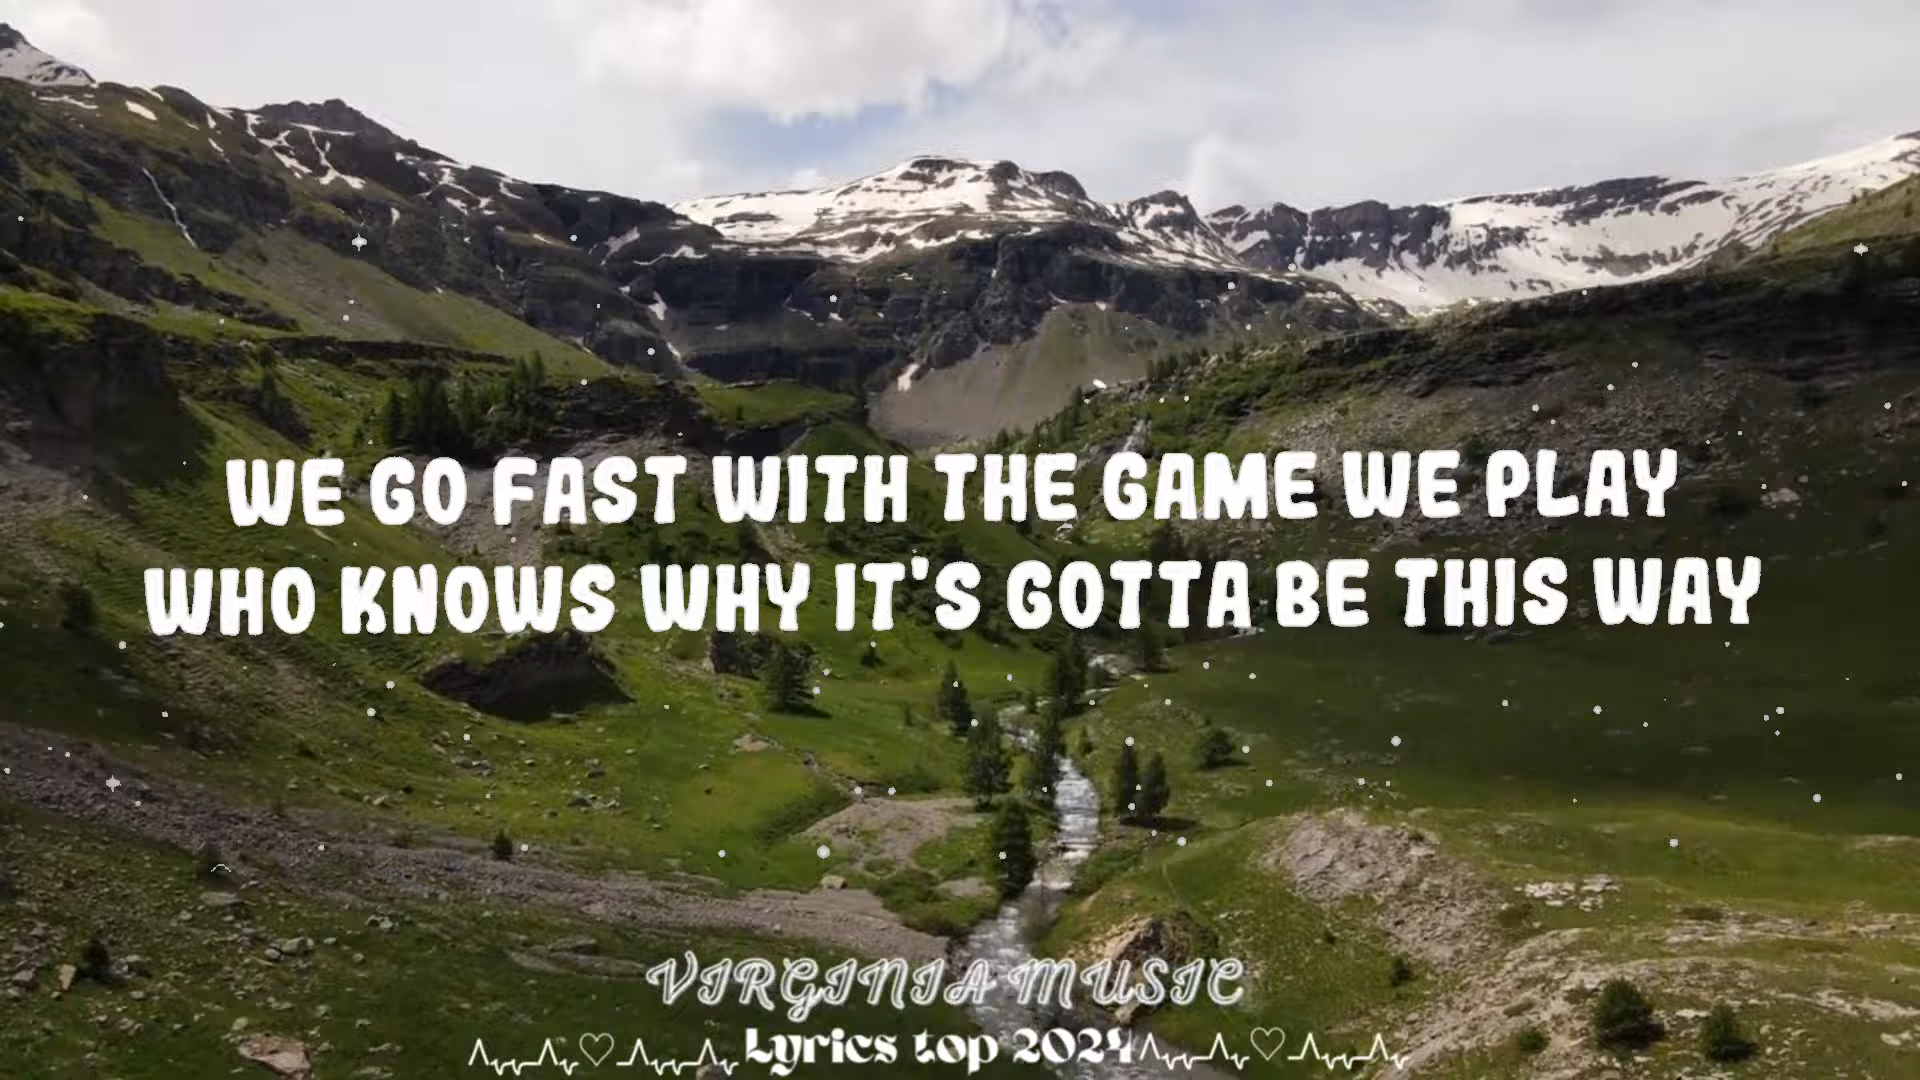 WE GO FAST WITH THE GAME WE PLAY
WHO KNOWS WHY IT'S GOTTA BE THIS WAY
VIRGINIA MUSIC
Lyrics top 2024